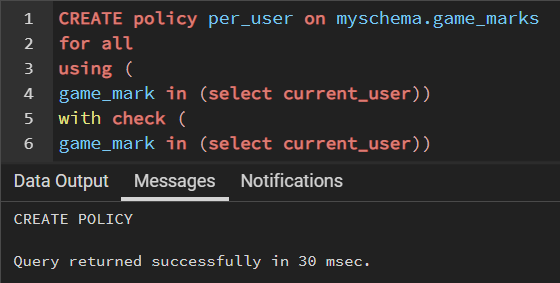 1 CREATE policy per_user on myschema.game_marks
2 for all
3 using (
4 game_mark in (select current_user))
5 with check (
6 game_mark in (select current_user))
Data Output Messages Notifications
CREATE POLICY
Query returned successfully in 30 msec.